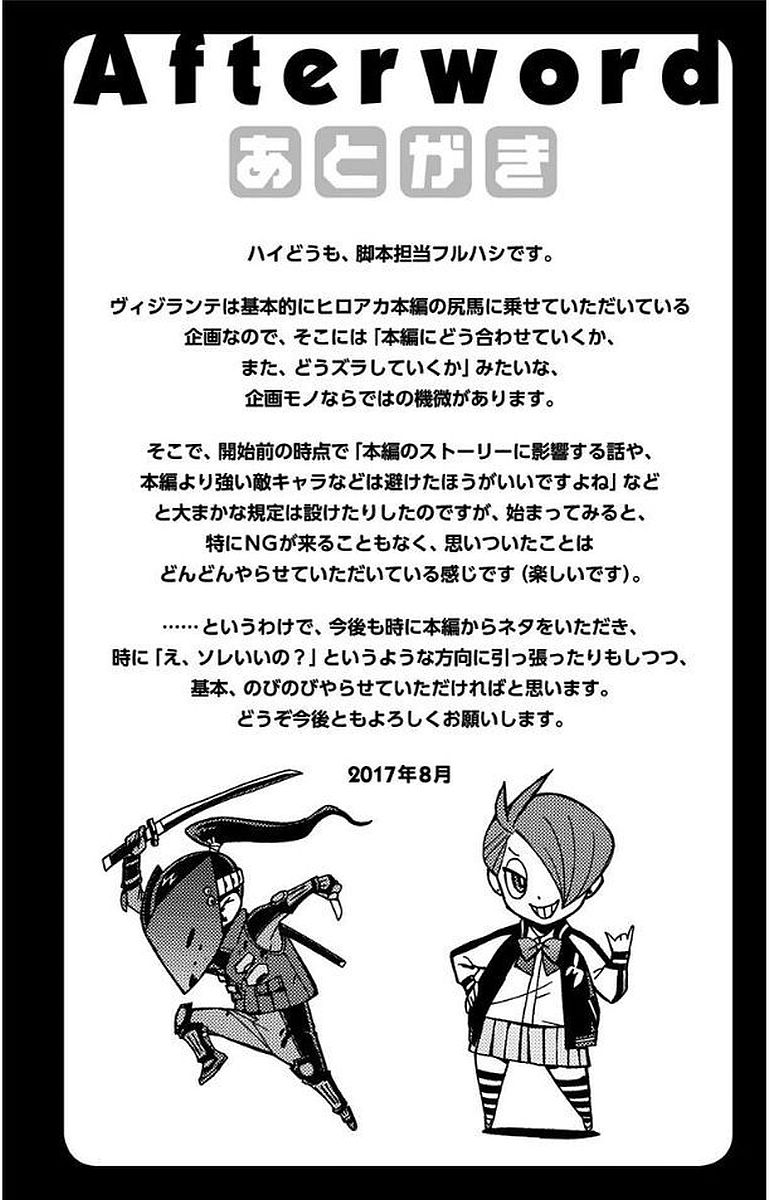 Afterword
あとがき
ハイどうも、脚本担当フルハシです。
ヴィジランテは基本的にヒロアカ本編の尻馬に乗せていただいている
企画なので、そこには「本編にどう合わせていくか、
また、どうズラしていくか」みたいな、
企画モノならではの機微があります。
そこで、開始前の時点で「本編のストーリーに影響する話や、
本編より強い敵キャラなどは避けたほうがいいですよね」など
と大まかな規定は設けたりしたのですが、始まってみると、
特にNGが来ることもなく、思いついたことは
どんどんやらせていただいている感じです（楽しいです）。
……というわけで、今後も時に本編からネタをいただき、
時に「え、ソレいいの？」というような方向に引っ張ったりもしつつ、
基本、のびのびやらせていただければと思います。
どうぞ今後ともよろしくお願いします。
2017年8月